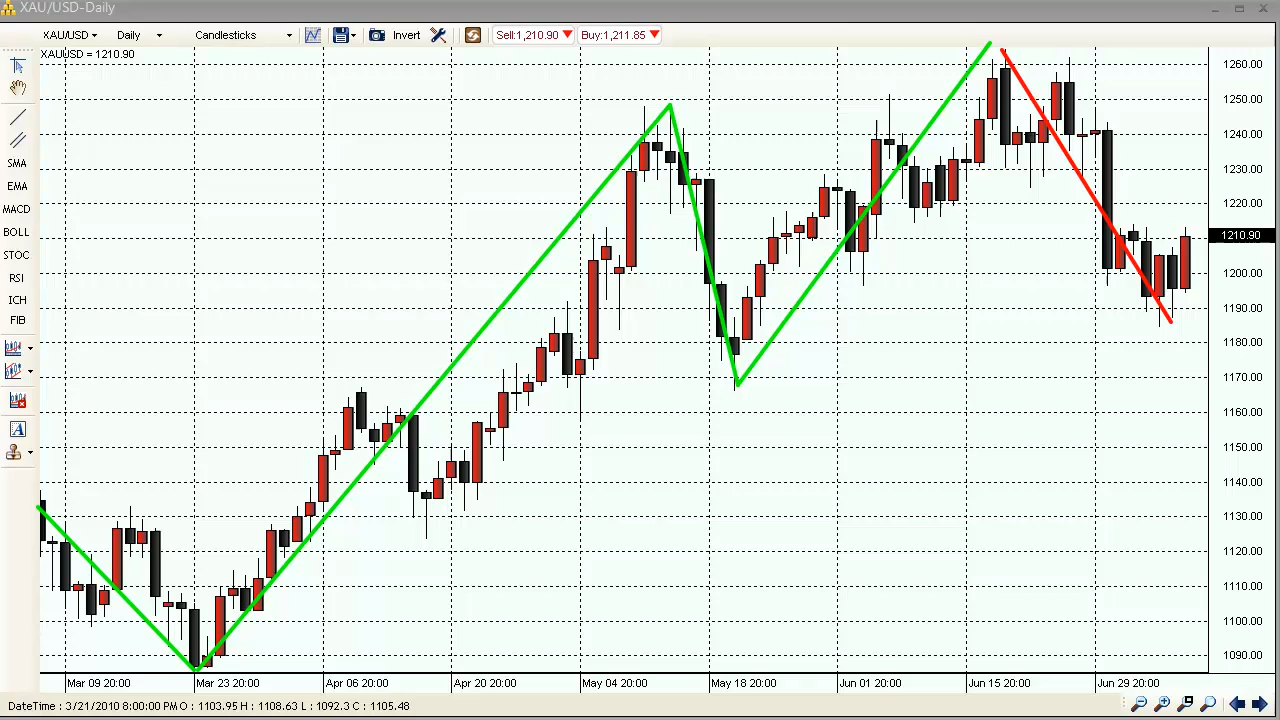 XAU/USD-Daily
XAU/USD Daily Candlesticks Invert Sell:1,210.90 Buy:1,211.85
XAUUSD = 1210.90
SMA
EMA
MACD
BOLL
STOC
RSI
ICH
FIB
A
1260.00
1250.00
1240.00
1230.00
1220.00
1210.90
1200.00
1190.00
1180.00
1170.00
1160.00
1150.00
1140.00
1130.00
1120.00
1110.00
1100.00
1090.00
Mar 09 20:00 Mar 23 20:00 Apr 06 20:00 Apr 20 20:00 May 04 20:00 May 18 20:00 Jun 01 20:00 Jun 15 20:00 Jun 29 20:00
DateTime : 3/21/2010 8:00:00 PM O : 1103.95 H : 1108.63 L : 1092.3 C : 1105.48